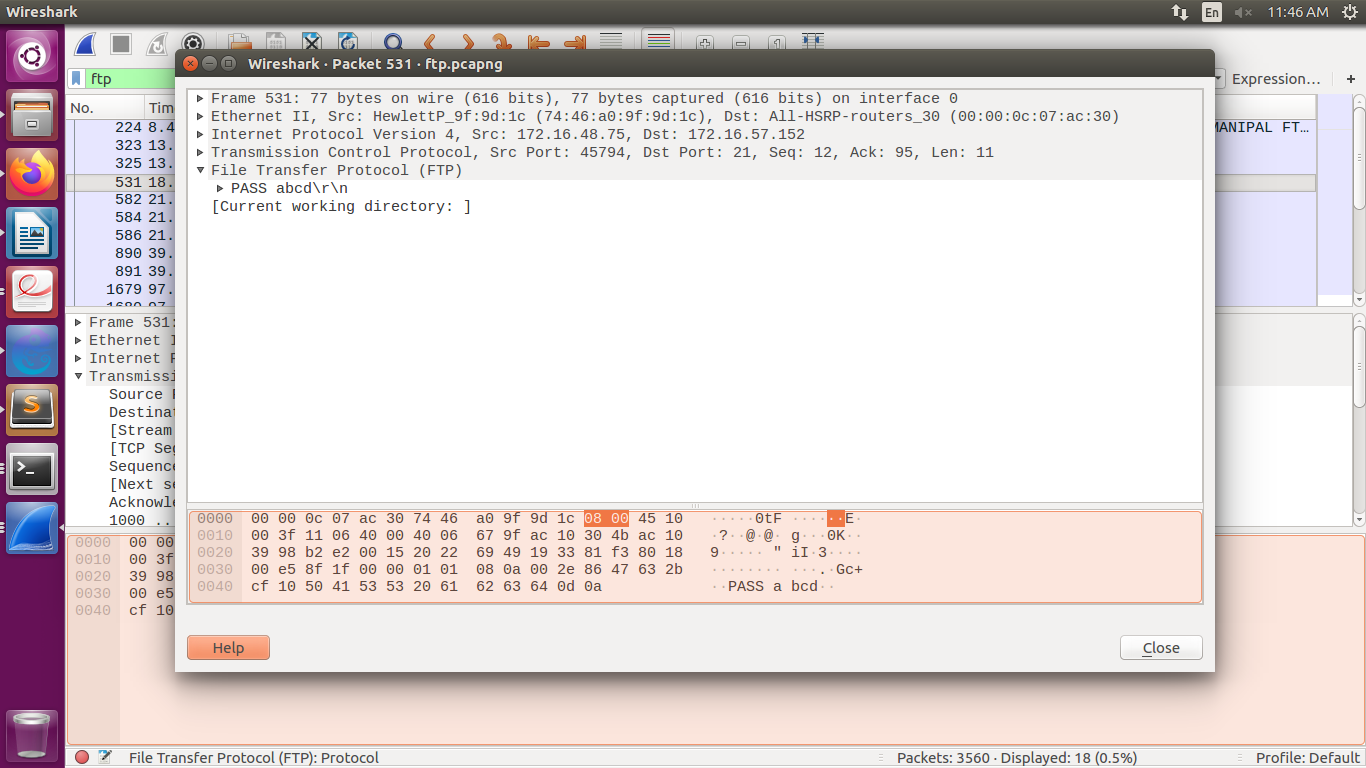 Wireshark
En
11:46 AM
ftp
Expression…
+
Wireshark · Packet 531 · ftp.pcapng
No.
Tim
224 8.4
MANIPAL FT…
323 13.
325 13.
531 18.
582 21.
584 21.
586 21.
890 39.
891 39.
1679 97.
Frame 531: 77 bytes on wire (616 bits), 77 bytes captured (616 bits) on interface 0
Ethernet II, Src: HewlettP_9f:9d:1c (74:46:a0:9f:9d:1c), Dst: All-HSRP-routers_30 (00:00:0c:07:ac:30)
Internet Protocol Version 4, Src: 172.16.48.75, Dst: 172.16.57.152
Transmission Control Protocol, Src Port: 45794, Dst Port: 21, Seq: 12, Ack: 95, Len: 11
File Transfer Protocol (FTP)
PASS abcd\r\n
[Current working directory: ]
Frame 531:
Ethernet I
Internet P
Transmissi
Source P
Destinat
[Stream
[TCP Seg
Sequence
[Next se
Acknowle
1000 ..
0000 00 00 0c 07 ac 30 74 46 a0 9f 9d 1c 08 00 45 10 ·····0tF ······E·
0010 00 3f 11 06 40 00 40 06 67 9f ac 10 30 4b ac 10 ·?··@·@· g···0K··
0020 39 98 b2 e2 00 15 20 22 69 49 19 33 81 f3 80 18 9····· " iI·3····
0030 00 e5 8f 1f 00 00 01 01 08 0a 00 2e 86 47 63 2b ········ ···.·Gc+
0040 cf 10 50 41 53 53 20 61 62 63 64 0d 0a ··PASS a bcd··
0000 00 00
0010 00 3f
0020 39 98
0030 00 e5
0040 cf 10
Help
Close
File Transfer Protocol (FTP): Protocol
Packets: 3560 · Displayed: 18 (0.5%)
Profile: Default